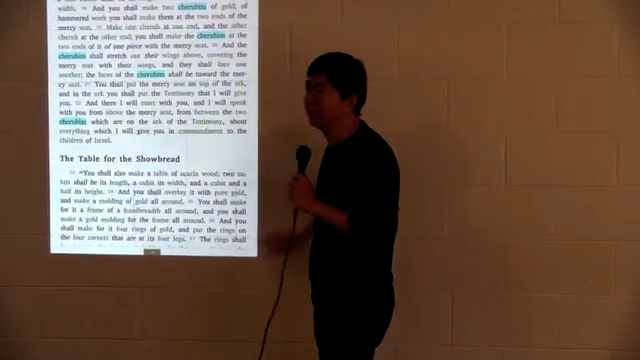 width. 18 And you shall make two cherubim of gold; of
hammered work you shall make them at the two ends of the
mercy seat. 19 Make one cherub at one end, and the other
cherub at the other end; you shall make the cherubim at the
two ends of it of one piece with the mercy seat. 20 And the
cherubim shall stretch out their wings above, covering the
mercy seat with their wings, and they shall face one
another; the faces of the cherubim shall be toward the mer-
cy seat. 21 You shall put the mercy seat on top of the ark,
and in the ark you shall put the Testimony that I will give
you. 22 And there I will meet with you, and I will speak
with you from above the mercy seat, from between the two
cherubim which are on the ark of the Testimony, about
everything which I will give you in commandment to the
children of Israel.
The Table for the Showbread
23 "You shall also make a table of acacia wood; two cu-
bits shall be its length, a cubit its width, and a cubit and a
half its height. 24 And you shall overlay it with pure gold,
and make a molding of gold all around. 25 You shall make
for it a frame of a handbreadth all around, and you shall
make a gold molding for the frame all around. 26 And you
shall make for it four rings of gold, and put the rings on
the four corners that are at its four legs. 27 The rings shall